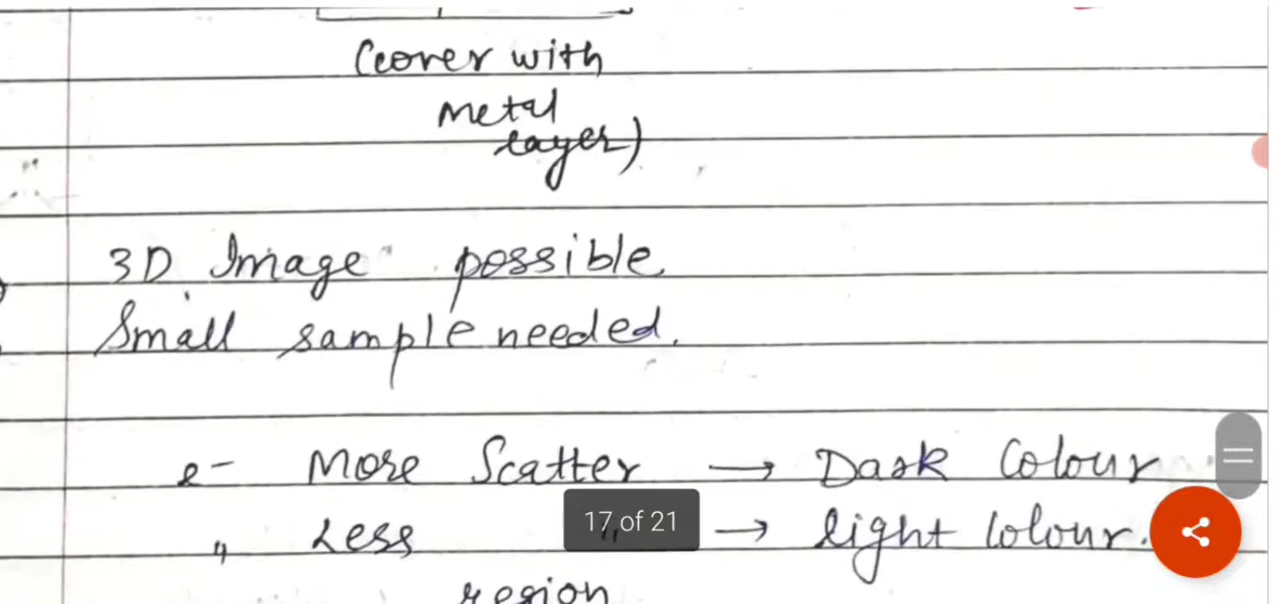 (cover with
metal
layer)
3D Image possible
Small sample needed.
e- More Scatter → Dark Colour
" Less " → light colour.
17 of 21
region